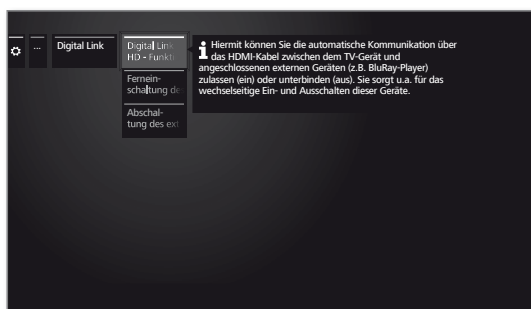 ...
Digital Link
Digital Link
HD - Funkti
Fernein-
schaltung de
Abschal-
tung des ext
Hiermit können Sie die automatische Kommunikation über
das HDMI-Kabel zwischen dem TV-Gerät und
angeschlossenen externen Geräten (z.B. BluRay-Player)
zulassen (ein) oder unterbinden (aus). Sie sorgt u.a. für das
wechselseitige Ein- und Ausschalten dieser Geräte.